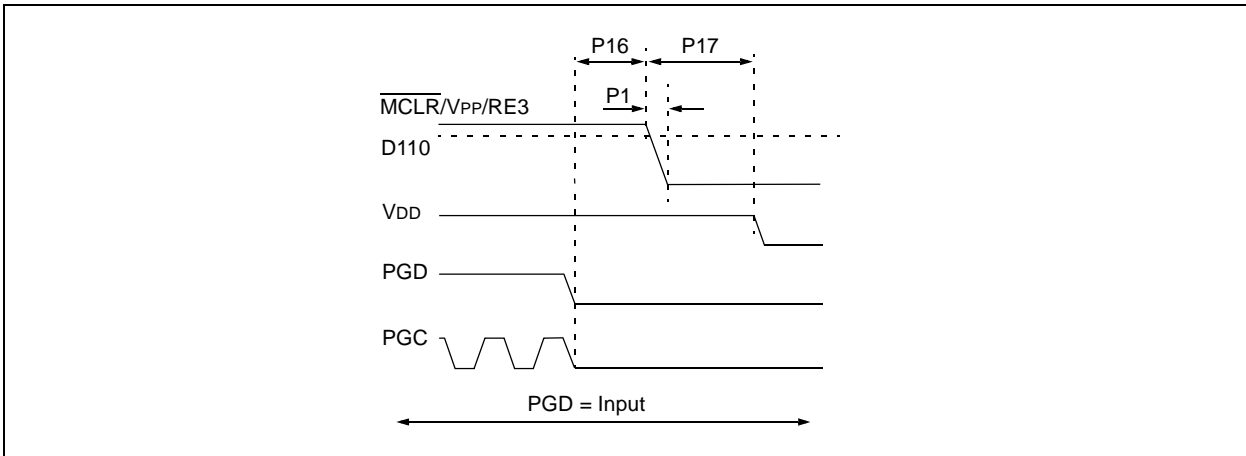 P16 P17
P1
MCLR/VPP/RE3
D110
VDD
PGD
PGC
PGD = Input